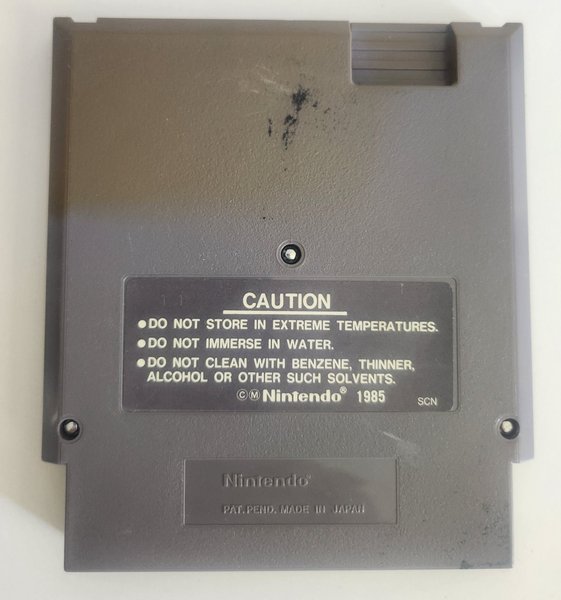 CAUTION
●DO NOT STORE IN EXTREME TEMPERATURES.
●DO NOT IMMERSE IN WATER.
●DO NOT CLEAN WITH BENZENE, THINNER,
ALCOHOL OR OTHER SUCH SOLVENTS.
©Ⓜ Nintendo® 1985
SCN
Nintendo®
PAT. PEND. MADE IN JAPAN